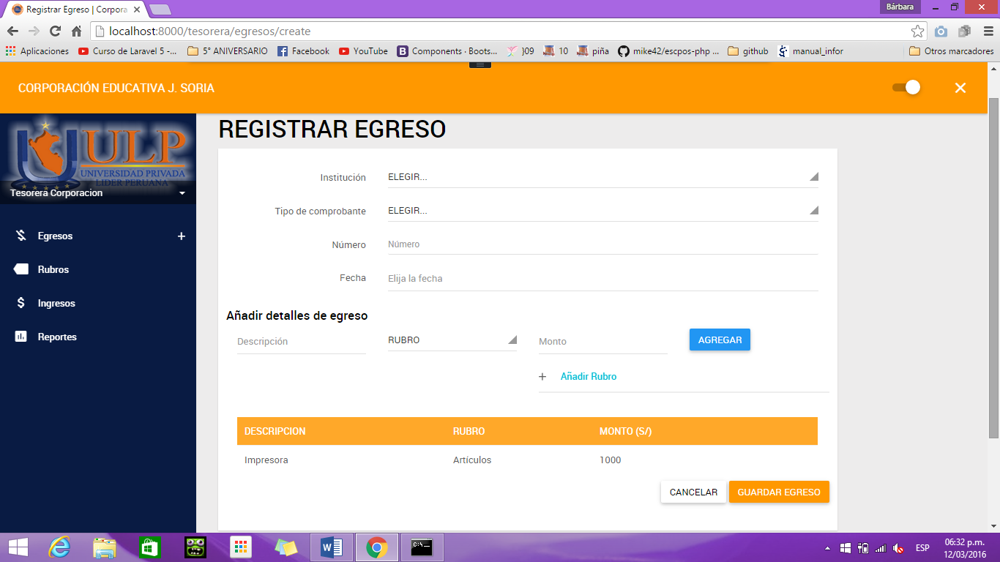 Registrar Egreso | Corpora
Bárbara
localhost:8000/tesorera/egresos/create
Aplicaciones Curso de Laravel 5 -... 5° ANIVERSARIO Facebook YouTube Components · Boots... )09 10 piña mike42/escpos-php ... github manual_infor Otros marcadores
CORPORACIÓN EDUCATIVA J. SORIA
ULP
UNIVERSIDAD PRIVADA
LIDER PERUANA
Tesorera Corporacion
Egresos
Rubros
Ingresos
Reportes
REGISTRAR EGRESO
Institución ELEGIR...
Tipo de comprobante ELEGIR...
Número Número
Fecha Elija la fecha
Añadir detalles de egreso
Descripción RUBRO Monto AGREGAR
Añadir Rubro
DESCRIPCION RUBRO MONTO (S/)
Impresora Artículos 1000
CANCELAR GUARDAR EGRESO
ESP
06:32 p.m.
12/03/2016